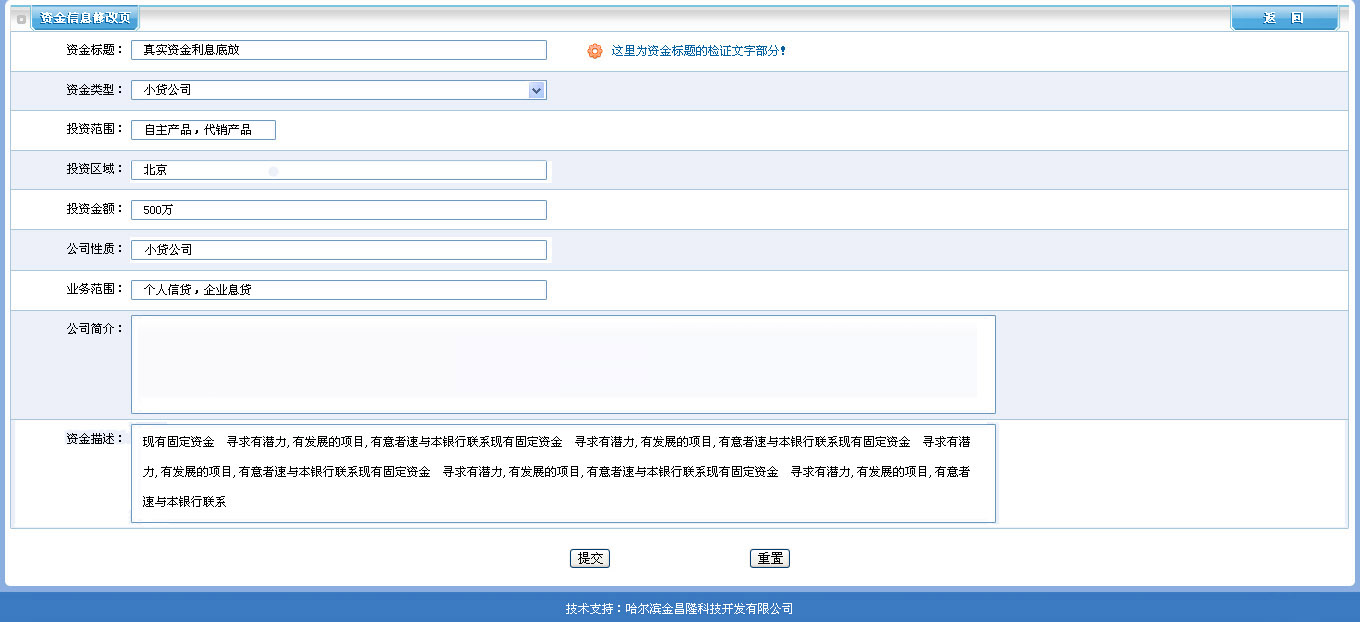 资金信息修改页 返 回
资金标题： 真实资金利息底放 这里为资金标题的检证文字部分！
资金类型： 小贷公司
投资范围： 自主产品，代销产品
投资区域： 北京
投资金额： 500万
公司性质： 小贷公司
业务范围： 个人信贷，企业息贷
公司简介：
资金描述： 现有固定资金 寻求有潜力,有发展的项目,有意者速与本银行联系现有固定资金 寻求有潜力,有发展的项目,有意者速与本银行联系现有固定资金 寻求有潜
力,有发展的项目,有意者速与本银行联系现有固定资金 寻求有潜力,有发展的项目,有意者速与本银行联系现有固定资金 寻求有潜力,有发展的项目,有意者
速与本银行联系
提交 重置
技术支持：哈尔滨金昌隆科技开发有限公司